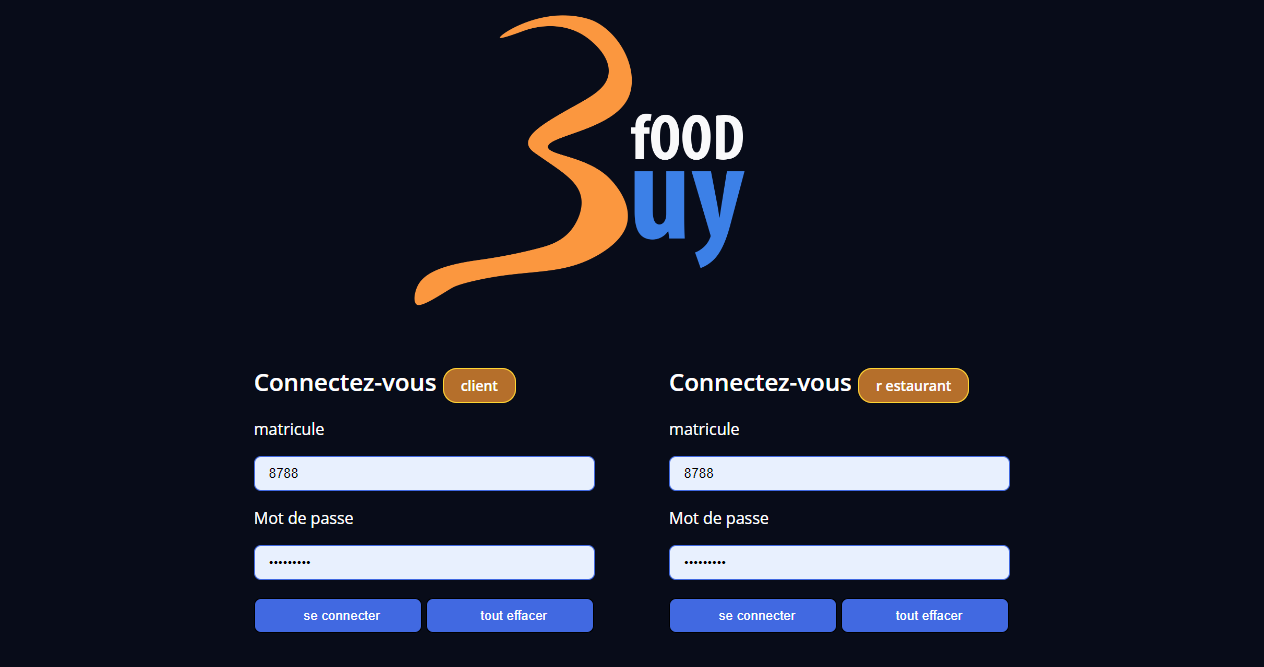 fOOD
Buy
Connectez-vous client
matricule
8788
Mot de passe
•••••••••
se connecter tout effacer
Connectez-vous r estaurant
matricule
8788
Mot de passe
•••••••••
se connecter tout effacer